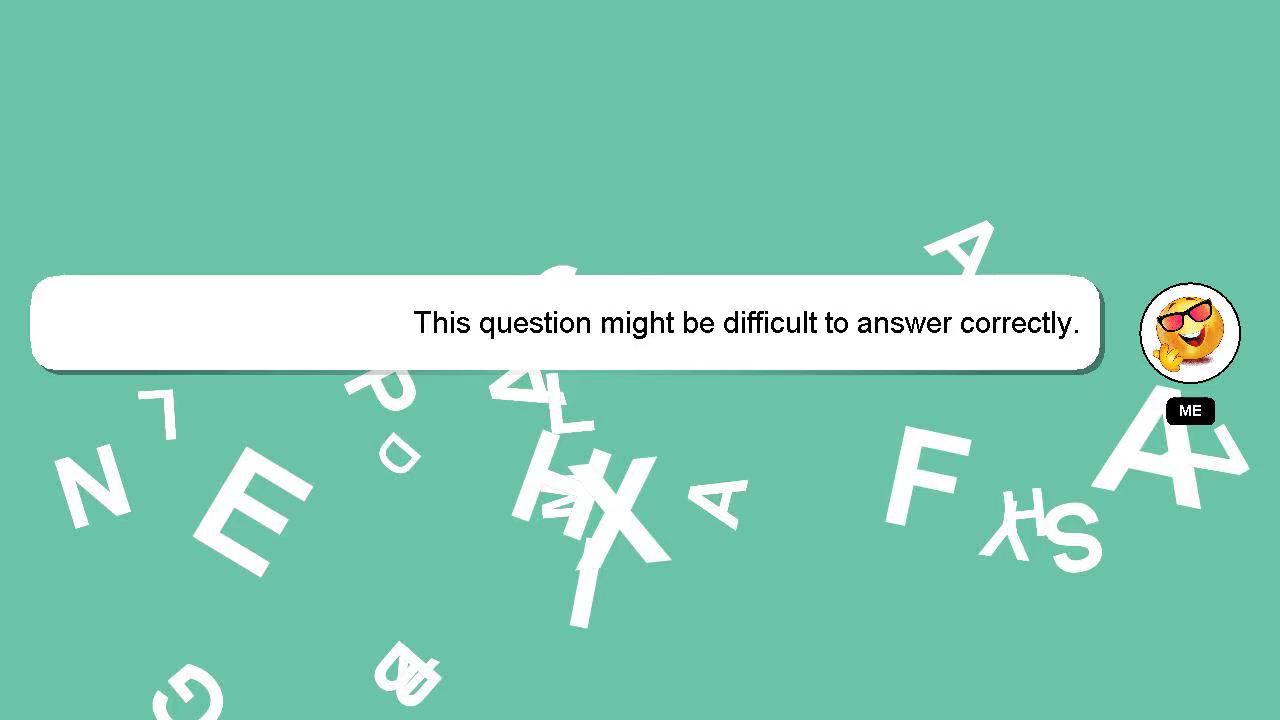 This question might be difficult to answer correctly.
ME
A
L
P
D
N
E
H
X
A
F
S
A
G
B